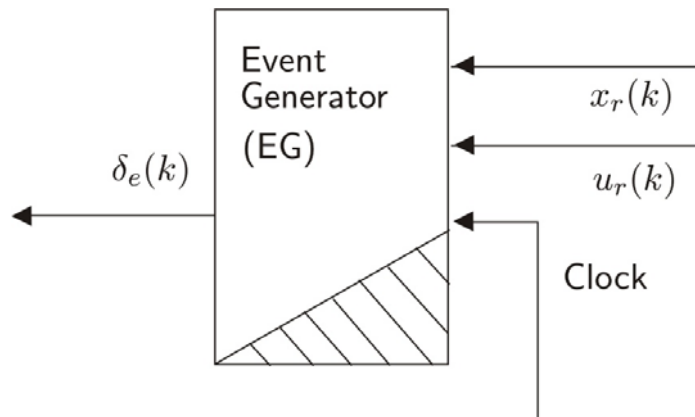 Event
Generator
(EG)
x_r(k)
δ_e(k)
u_r(k)
Clock